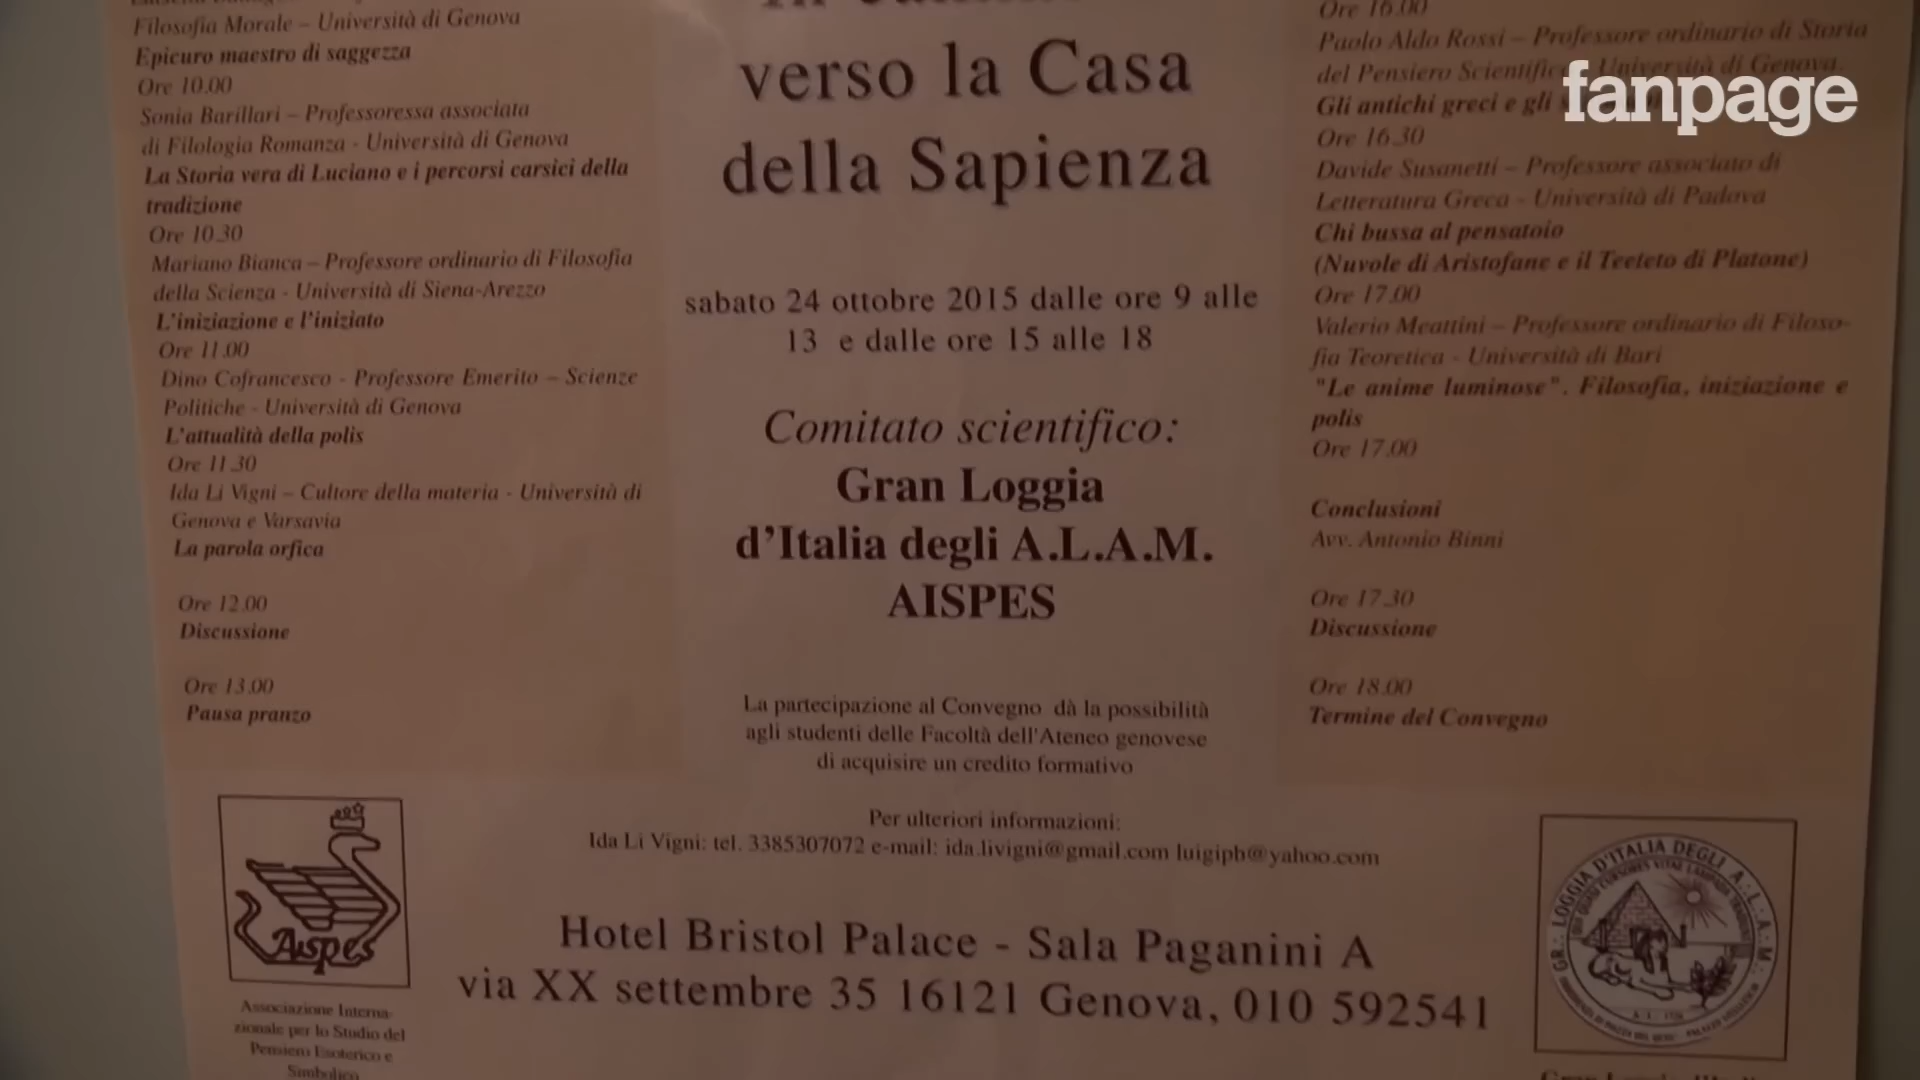 Filosofia Morale – Università di Genova
Epicuro maestro di saggezza
Ore 10.00
Sonia Barillari – Professoressa associata
di Filologia Romanza - Università di Genova
La Storia vera di Luciano e i percorsi carsici della
tradizione
Ore 10.30
Mariano Bianca – Professore ordinario di Filosofia
della Scienza - Università di Siena-Arezzo
L'iniziazione e l'iniziato
Ore 11.00
Dino Cofrancesco - Professore Emerito – Scienze
Politiche - Università di Genova
L'attualità della polis
Ore 11.30
Ida Li Vigni – Cultore della materia - Università di
Genova e Varsavia
La parola orfica
Ore 12.00
Discussione
Ore 13.00
Pausa pranzo
verso la Casa
della Sapienza
sabato 24 ottobre 2015 dalle ore 9 alle
13 e dalle ore 15 alle 18
Comitato scientifico:
Gran Loggia
d'Italia degli A.L.A.M.
AISPES
La partecipazione al Convegno dà la possibilità
agli studenti delle Facoltà dell'Ateneo genovese
di acquisire un credito formativo
Ore 16.00
Paolo Aldo Rossi – Professore ordinario di Storia
del Pensiero Scientifico - Università di Genova
Gli antichi greci e gli
fanpage
Ore 16.30
Davide Susanetti – Professore associato di
Letteratura Greca - Università di Padova
Chi bussa al pensatoio
(Nuvole di Aristofane e il Teeteto di Platone)
Ore 17.00
Valerio Meattini – Professore ordinario di Filoso-
fia Teoretica - Università di Bari
"Le anime luminose". Filosofia, iniziazione e
polis
Ore 17.00
Conclusioni
Avv. Antonio Binni
Ore 17.30
Discussione
Ore 18.00
Termine del Convegno
Per ulteriori informazioni:
Ida Li Vigni: tel. 3385307072 e-mail: ida.livigni@gmail.com luigipb@yahoo.com
Hotel Bristol Palace - Sala Paganini A
via XX settembre 35 16121 Genova, 010 592541
Aispes
Associazione Interna-
zionale per lo Studio del
Pensiero Esoterico e
Simbolico
GR∴ LOGGIA D'ITALIA DEGLI A∴L∴A∴M∴